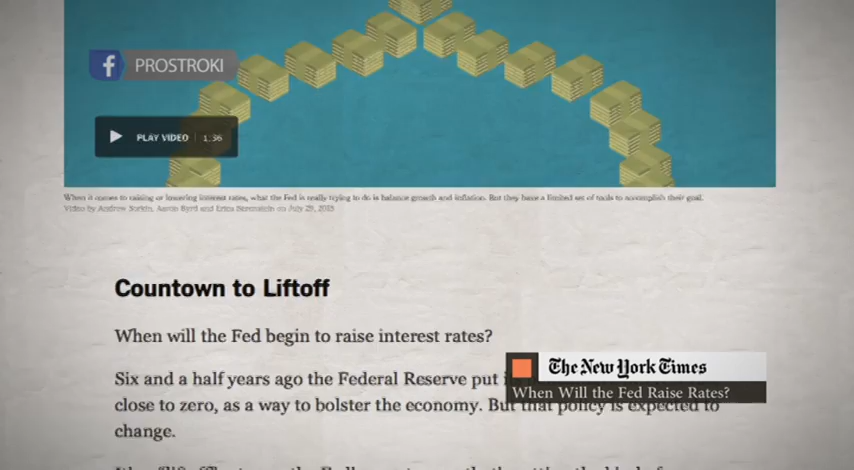 f PROSTROKI
PLAY VIDEO 1:36
When it comes to raising or lowering interest rates, what the Fed is really trying to do is balance growth and inflation. But they have a limited set of tools to accomplish their goal.
Video by Andrew Sorkin, Aaron Byrd and Erica Berenstein on July 29, 2015
Countown to Liftoff
When will the Fed begin to raise interest rates?
Six and a half years ago the Federal Reserve put
The New York Times
When Will the Fed Raise Rates?
close to zero, as a way to bolster the economy. But that policy is expected to
change.